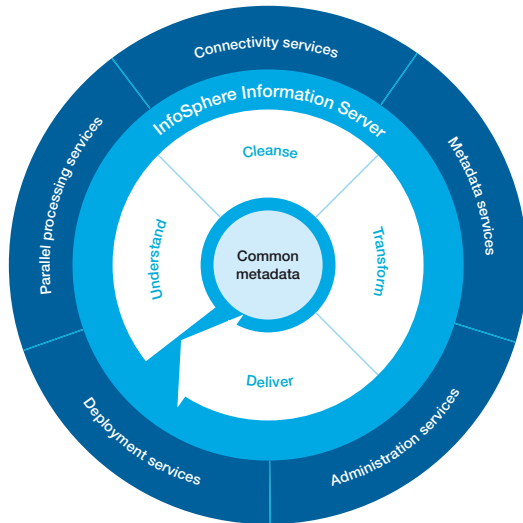 Connectivity services
InfoSphere Information Server
Cleanse
Parallel processing services
Understand
Common
metadata
Transform
Metadata services
Deliver
Deployment services
Administration services